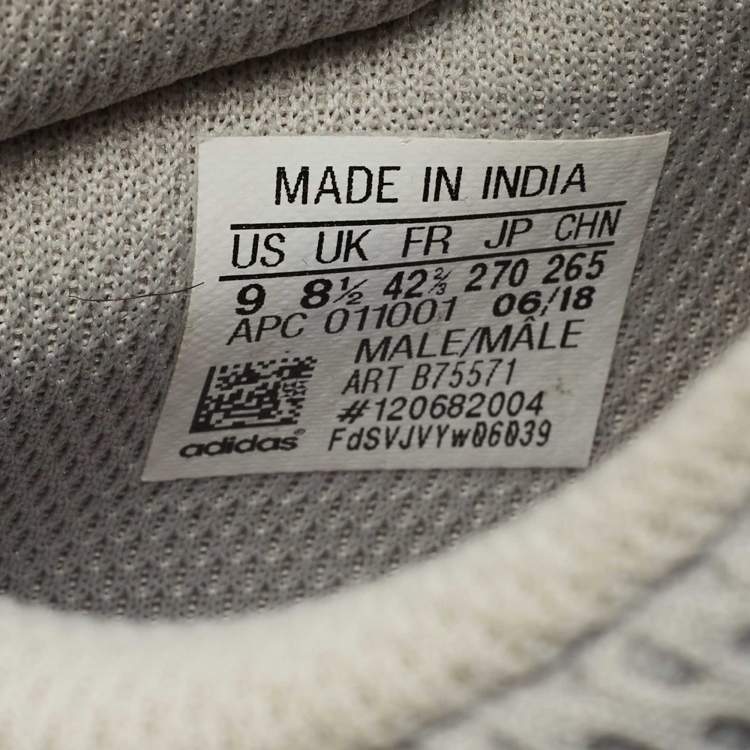 MADE IN INDIA
US UK FR JP CHN
9 8½ 42⅔ 270 265
APC 011001 06/18
MALE/MÂLE
ART B75571
#120682004
adidas® FdSVJVYw06039